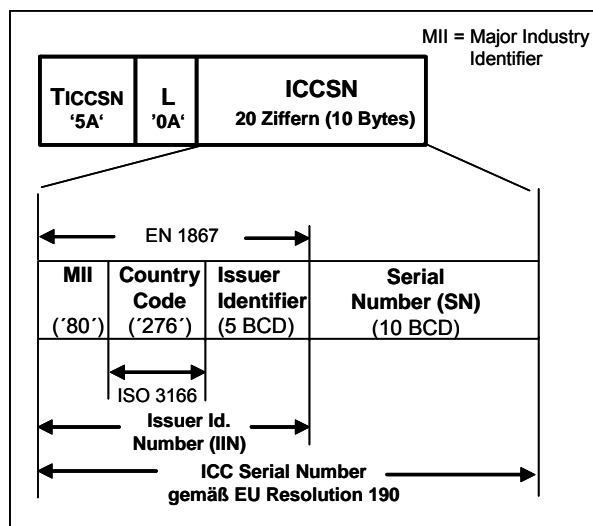 MII = Major Industry
Identifier
TICCSN
'5A‘
L
'0A‘
ICCSN
20 Ziffern (10 Bytes)
EN 1867
MII
(´80´)
Country
Code
(´276´)
Issuer
Identifier
(5 BCD)
Serial
Number (SN)
(10 BCD)
ISO 3166
Issuer Id.
Number (IIN)
ICC Serial Number
gemäß EU Resolution 190